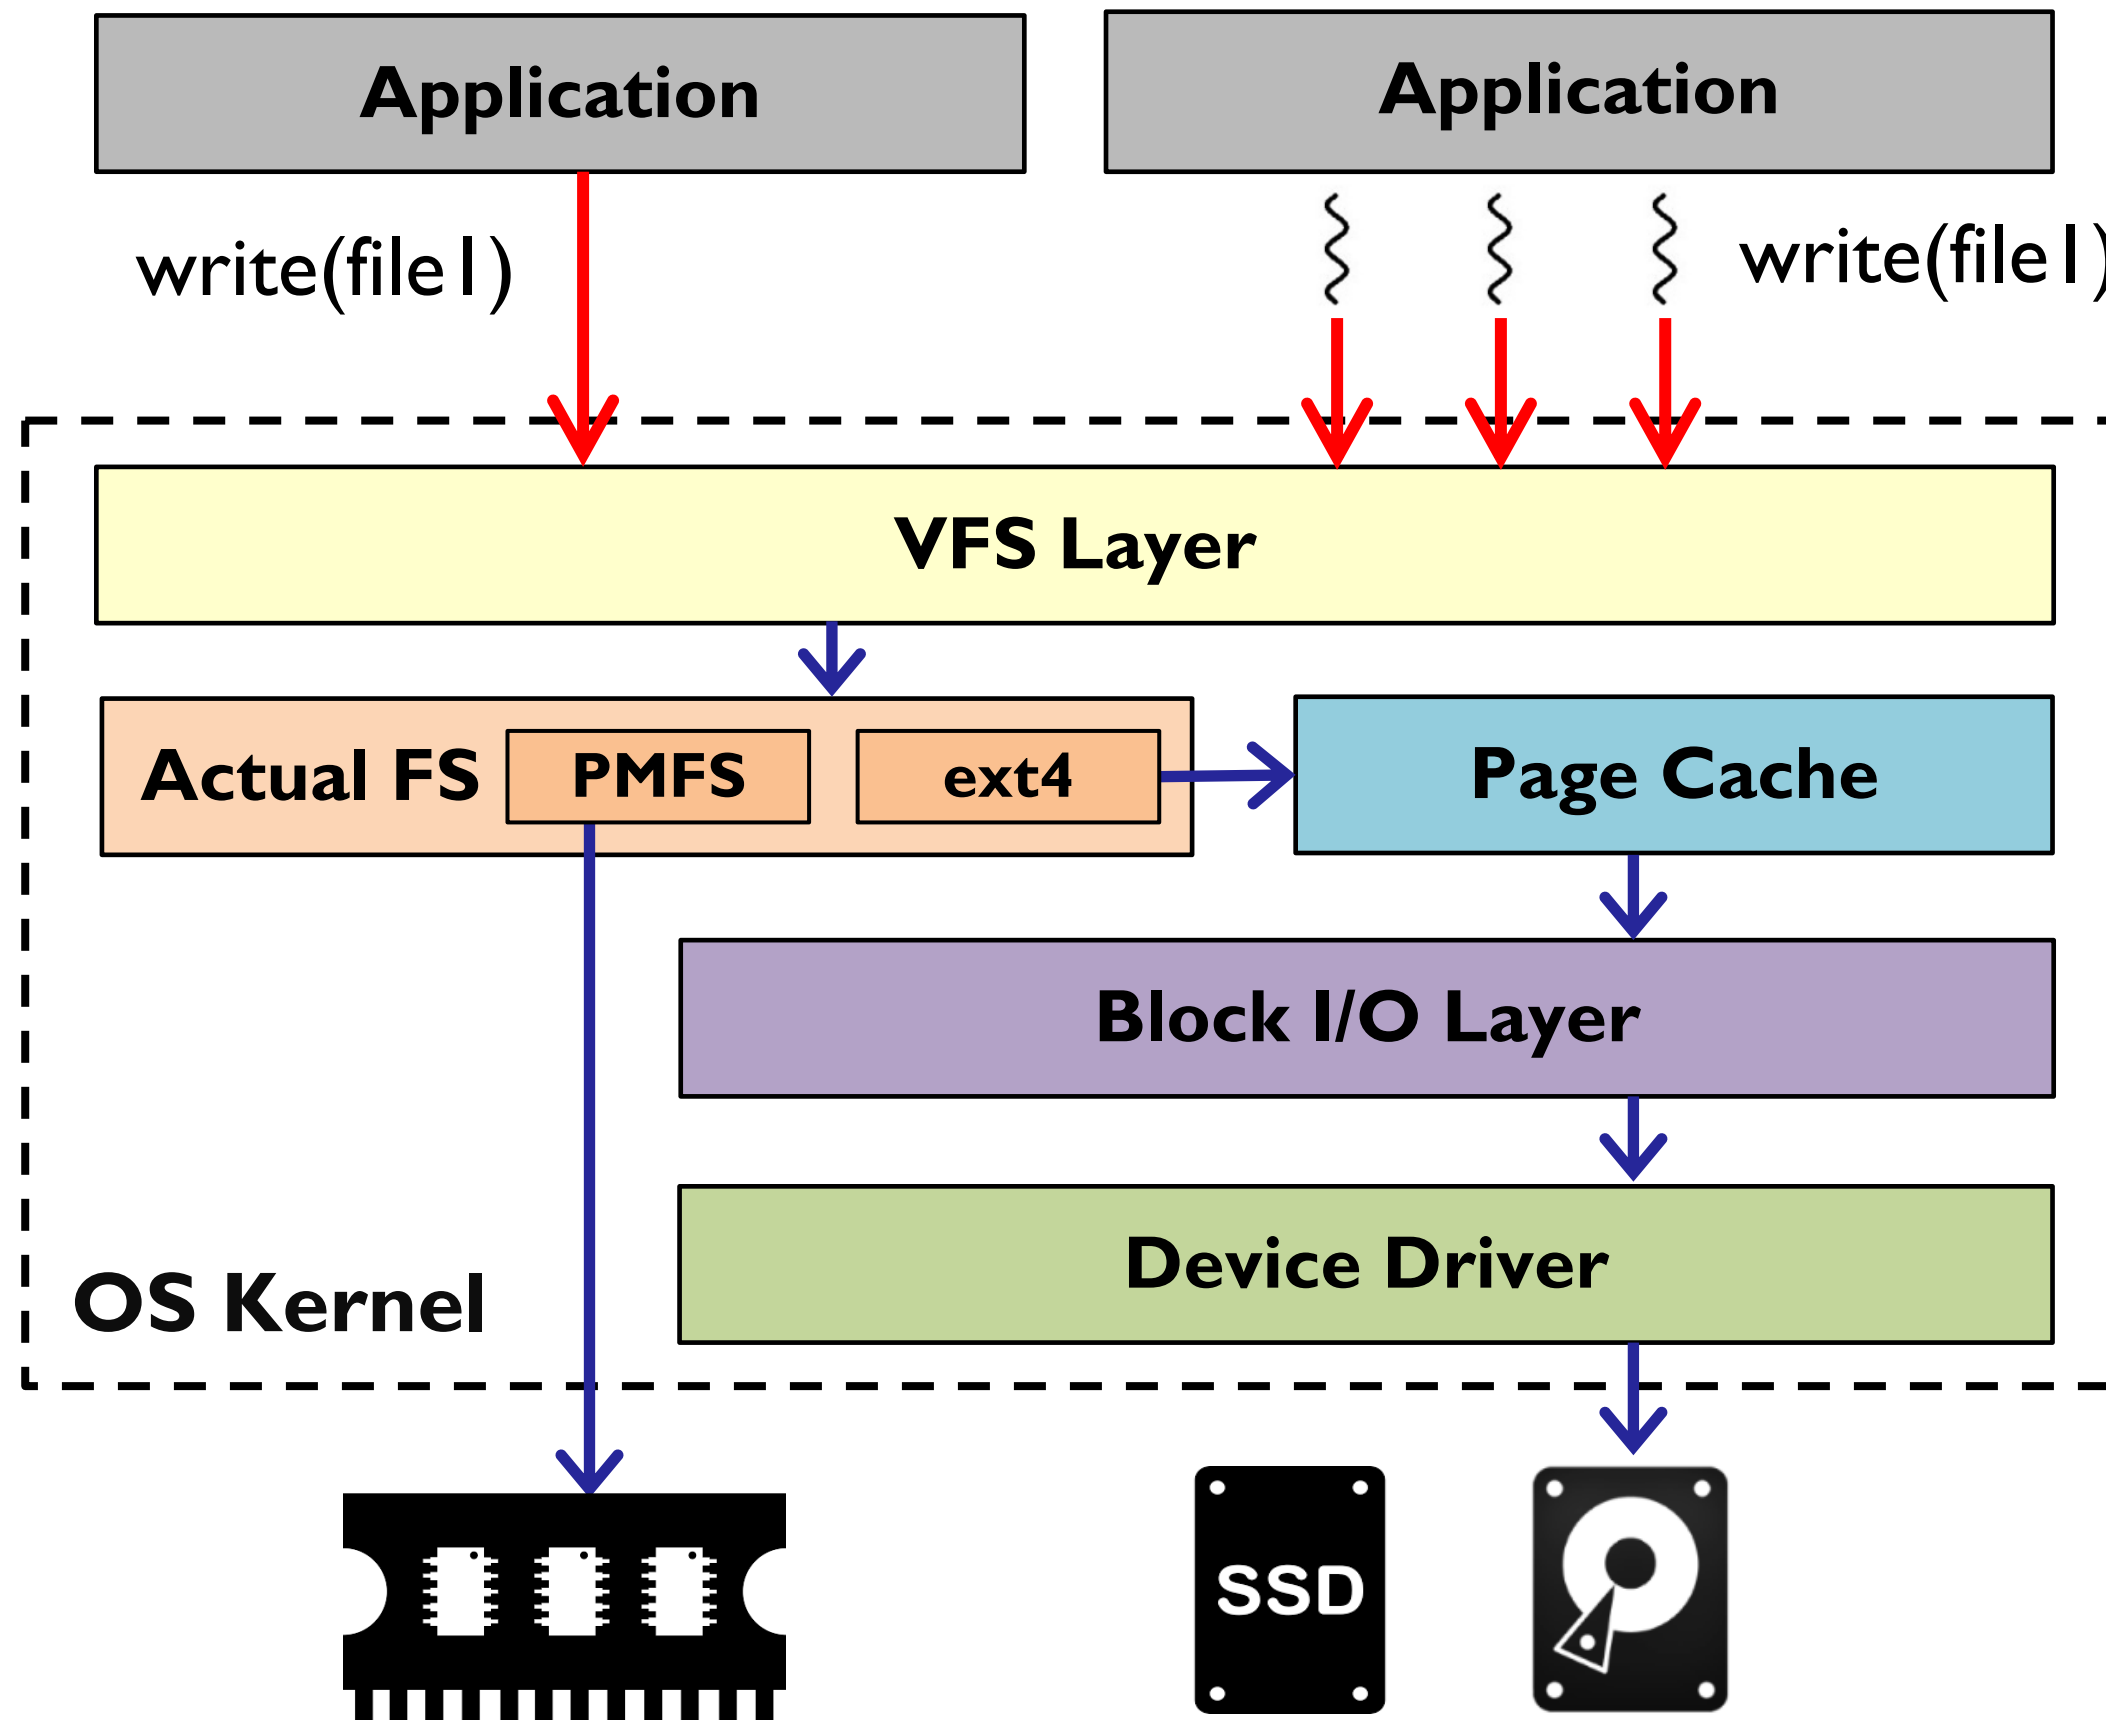 Application
Application
write(file1)
write(file1)
VFS Layer
Actual FS
PMFS
ext4
Page Cache
Block I/O Layer
Device Driver
OS Kernel
SSD